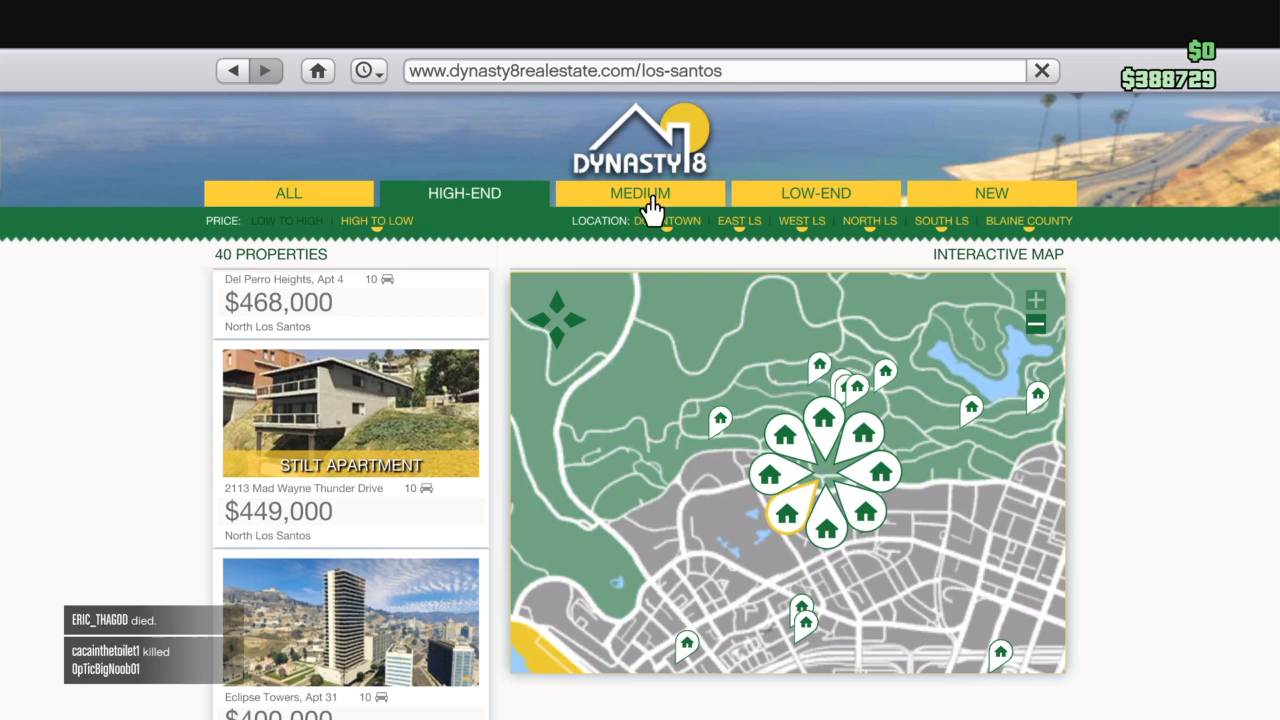 $0
www.dynasty8realestate.com/los-santos
$388729
DYNASTY 8
ALL
HIGH-END
MEDIUM
LOW-END
NEW
PRICE: LOW TO HIGH | HIGH TO LOW
LOCATION: DOWNTOWN | EAST LS | WEST LS | NORTH LS | SOUTH LS | BLAINE COUNTY
40 PROPERTIES
INTERACTIVE MAP
Del Perro Heights, Apt 4 10
$468,000
North Los Santos
STILT APARTMENT
2113 Mad Wayne Thunder Drive 10
$449,000
North Los Santos
ERIC_THAGOD died.
cacainthetoilet1 killed
OpTicBigNoob01
Eclipse Towers, Apt 31 10
$400,000